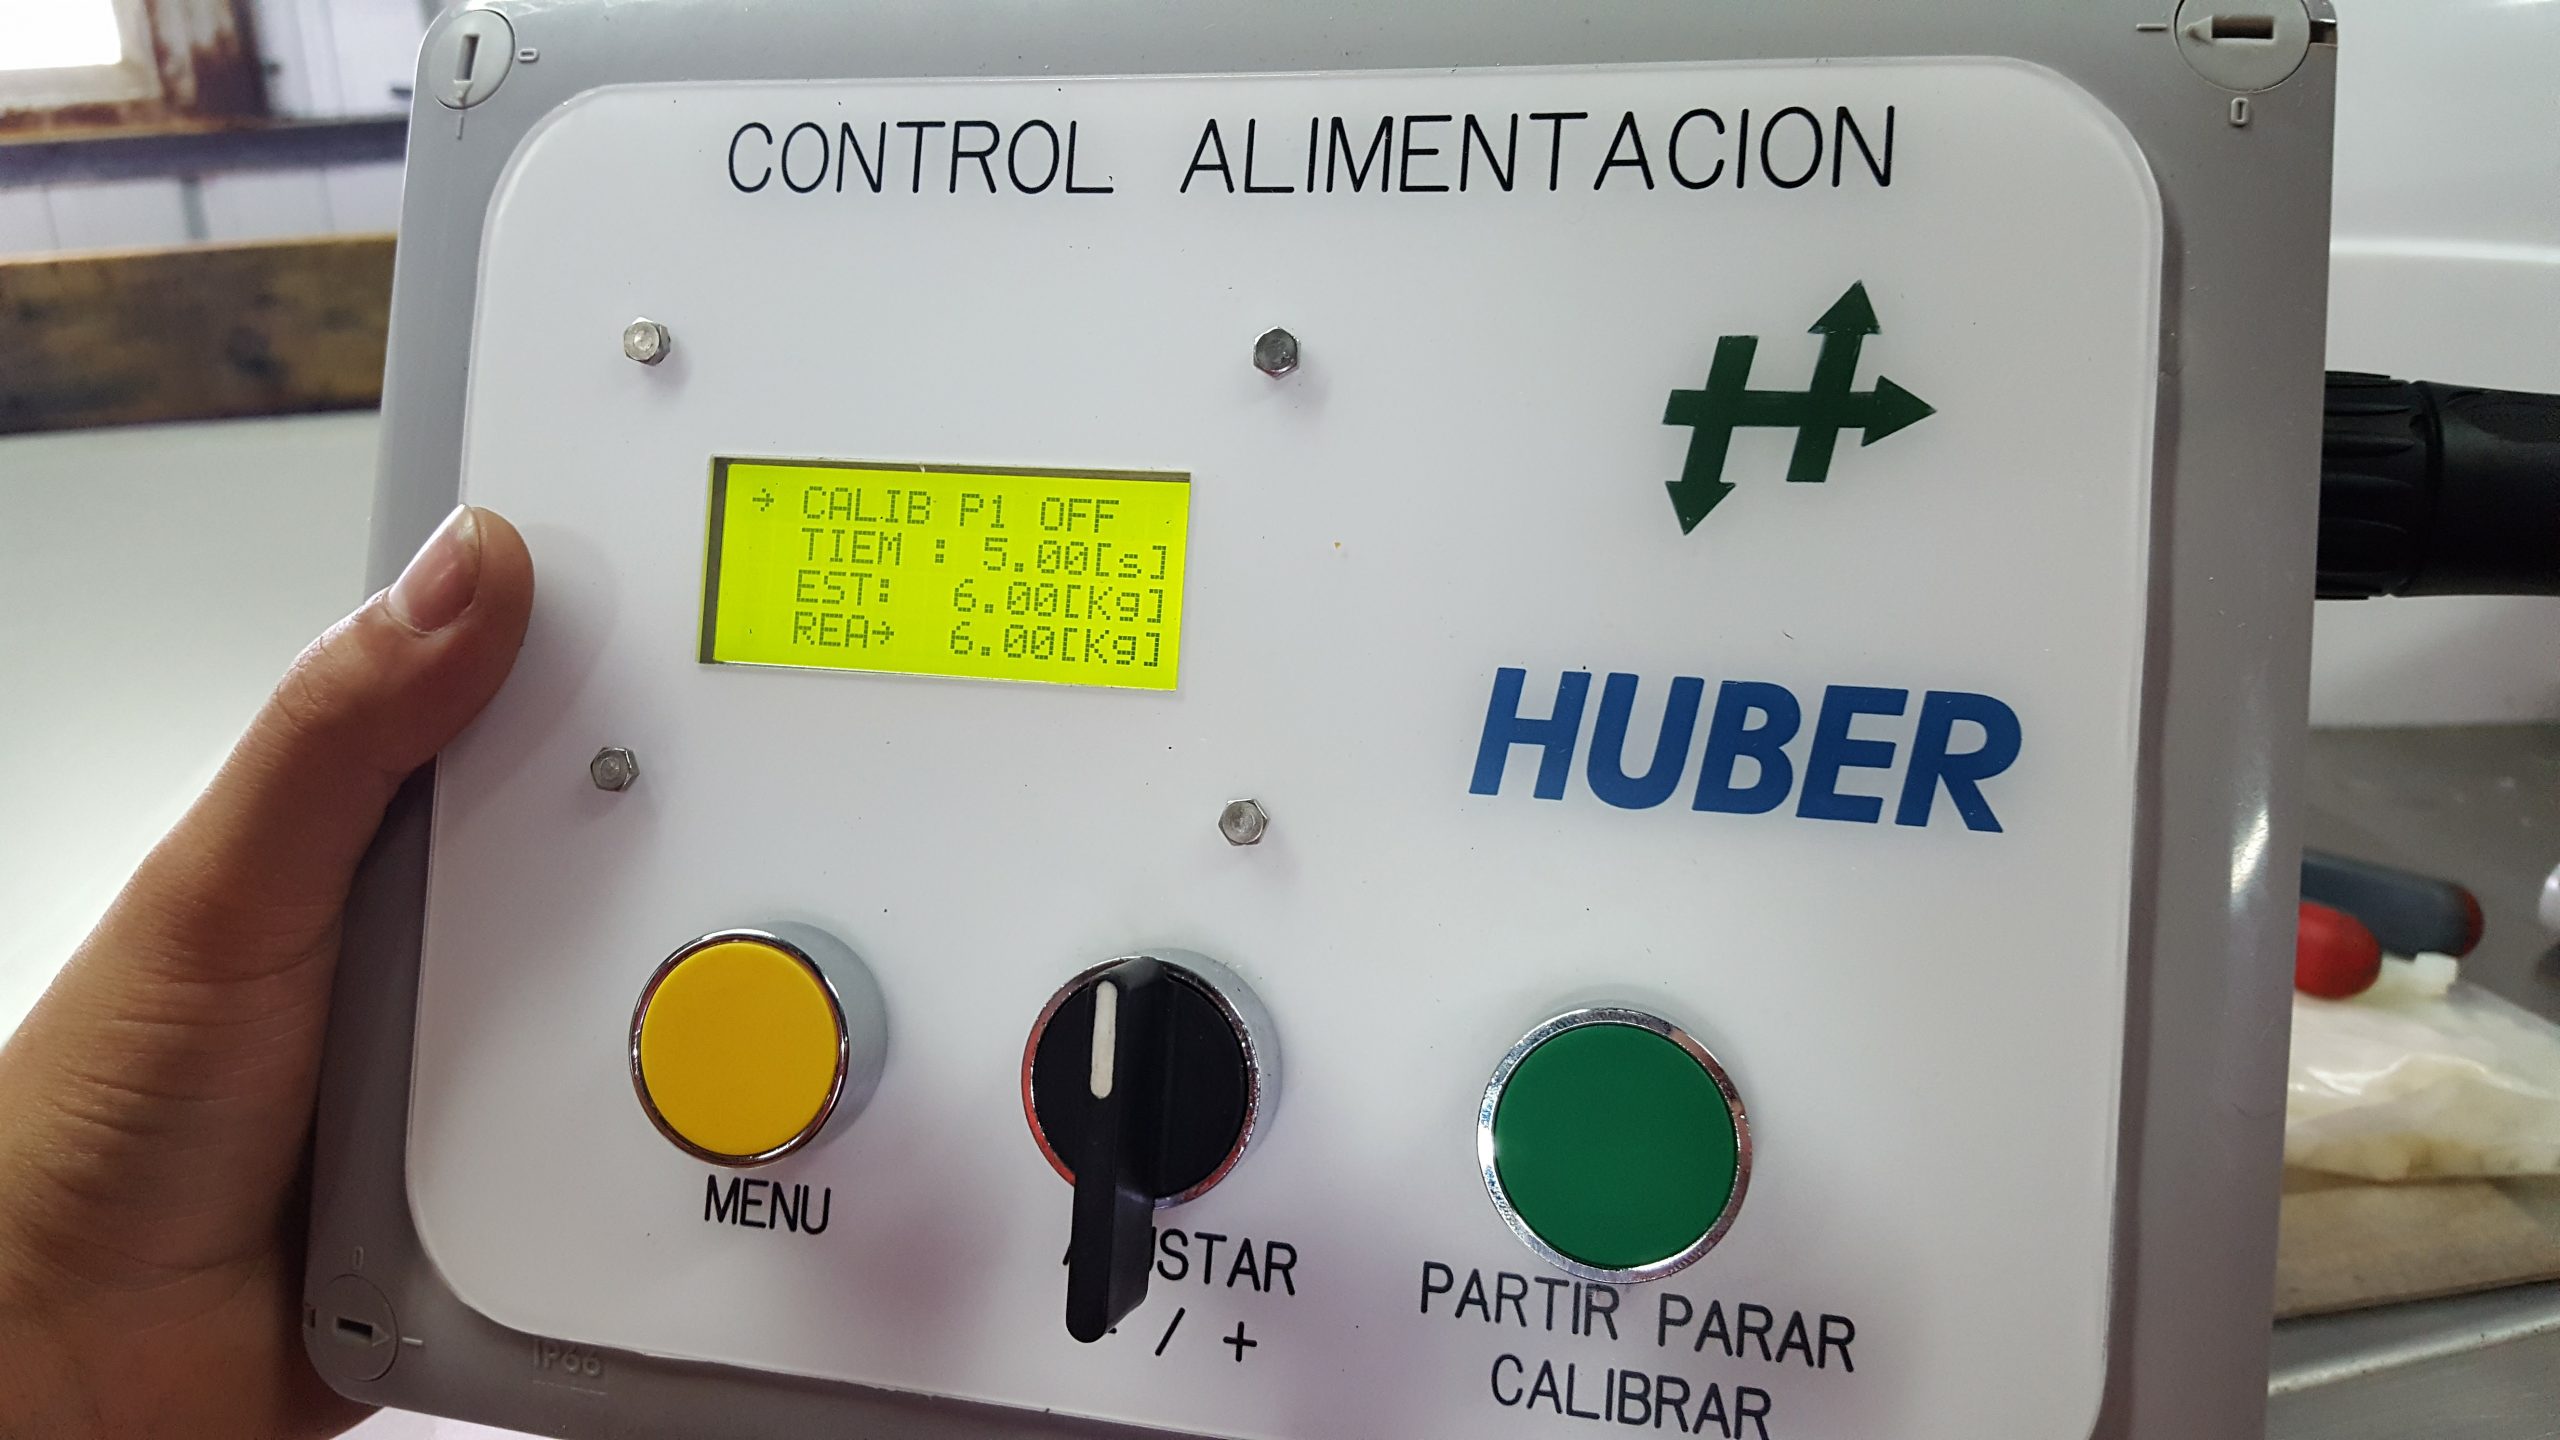 CONTROL ALIMENTACION
→ CALIB P1 OFF
TIEM : 5.00[s]
EST: 6.00[Kg]
REA→ 6.00[Kg]
HUBER
MENU
/ +
PARTIR PARAR
CALIBRAR
IP66